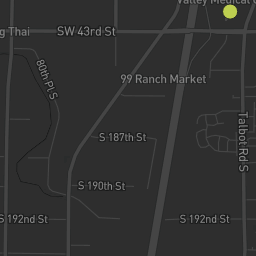 Valley Medical
SW 43rd St
g Thai
80th Pl S
99 Ranch Market
S 187th St
Talbot Rd S
S 190th St
S 192nd St
S 192nd St